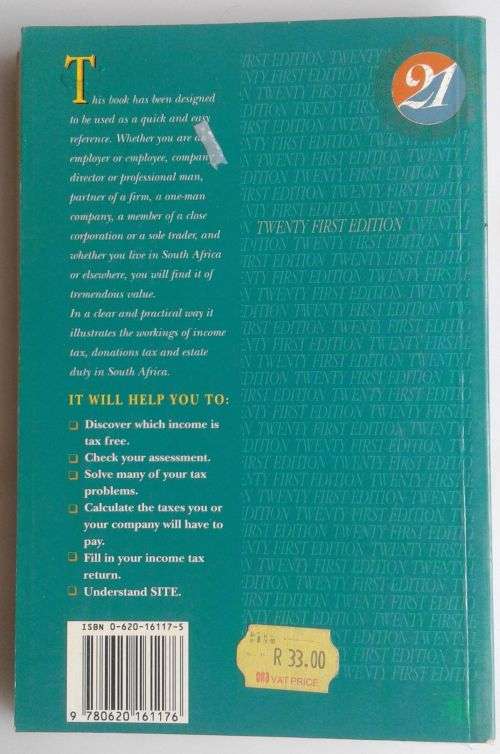 This book has been designed
to be used as a quick and easy
reference. Whether you are an
employer or employee, company
director or professional man,
partner of a firm, a one-man
company, a member of a close
corporation or a sole trader, and
whether you live in South Africa
or elsewhere, you will find it of
tremendous value.
In a clear and practical way it
illustrates the workings of income
tax, donations tax and estate
duty in South Africa.
IT WILL HELP YOU TO:
❑ Discover which income is
tax free.
❑ Check your assessment.
❑ Solve many of your tax
problems.
❑ Calculate the taxes you or
your company will have to
pay.
❑ Fill in your income tax
return.
❑ Understand SITE.
ISBN 0-620-16117-5
9 780620 161176
21
TWENTY FIRST EDITION
R 33.00
VAT PRICE